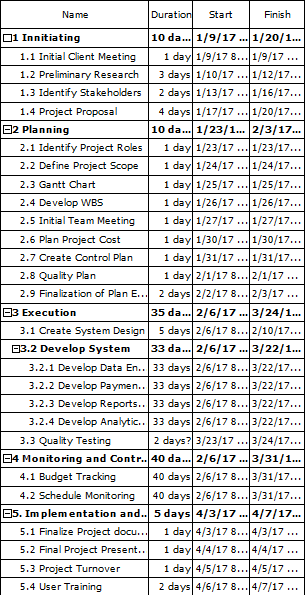 Name Duration Start Finish
1 Innitiating 10 da... 1/9/17 ... 1/20/1...
1.1 Initial Client Meeting 1 day 1/9/17 8... 1/9/17 ...
1.2 Preliminary Research 3 days 1/10/17 ... 1/12/17...
1.3 Identify Stakeholders 2 days 1/13/17 ... 1/16/17...
1.4 Project Proposal 4 days 1/17/17 ... 1/20/17...
2 Planning 10 da... 1/23/1... 2/3/17...
2.1 Identify Project Roles 1 day 1/23/17 ... 1/23/17...
2.2 Define Project Scope 1 day 1/24/17 ... 1/24/17...
2.3 Gantt Chart 1 day 1/25/17 ... 1/25/17...
2.4 Develop WBS 1 day 1/26/17 ... 1/26/17...
2.5 Initial Team Meeting 1 day 1/27/17 ... 1/27/17...
2.6 Plan Project Cost 1 day 1/30/17 ... 1/30/17...
2.7 Create Control Plan 1 day 1/31/17 ... 1/31/17...
2.8 Quality Plan 1 day 2/1/17 8... 2/1/17 ...
2.9 Finalization of Plan E... 2 days 2/2/17 8... 2/3/17 ...
3 Execution 35 da... 2/6/17 ... 3/24/1...
3.1 Create System Design 5 days 2/6/17 8... 2/10/17...
3.2 Develop System 33 da... 2/6/17 ... 3/22/1...
3.2.1 Develop Data En... 33 days 2/6/17 8... 3/22/17...
3.2.2 Develop Paymen... 33 days 2/6/17 8... 3/22/17...
3.2.3 Develop Reports... 33 days 2/6/17 8... 3/22/17...
3.2.4 Develop Analytic... 33 days 2/6/17 8... 3/22/17...
3.3 Quality Testing 2 days? 3/23/17 ... 3/24/17...
4 Monitoring and Contr... 40 da... 2/6/17 ... 3/31/1...
4.1 Budget Tracking 40 days 2/6/17 8... 3/31/17...
4.2 Schedule Monitoring 40 days 2/6/17 8... 3/31/17...
5. Implementation and... 5 days 4/3/17 ... 4/7/17...
5.1 Finalize Project docu... 1 day 4/3/17 8... 4/3/17 ...
5.2 Final Project Present... 1 day 4/4/17 8... 4/4/17 ...
5.3 Project Turnover 1 day 4/5/17 8... 4/5/17 ...
5.4 User Training 2 days 4/6/17 8... 4/7/17 ...